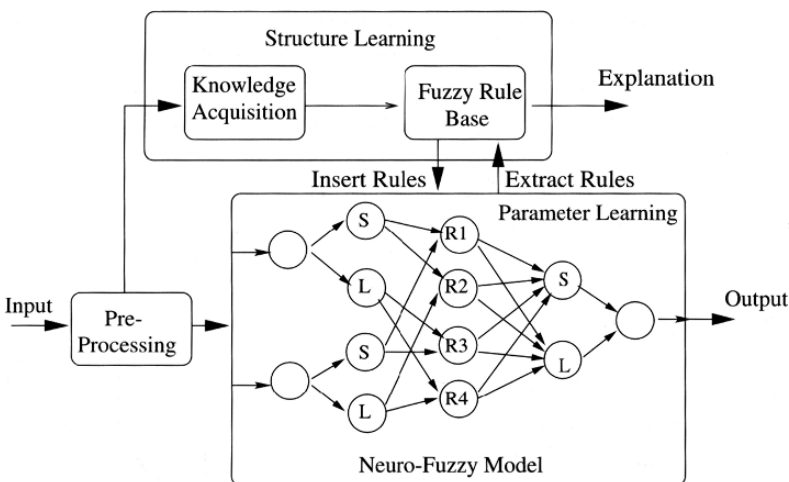 Structure Learning
Knowledge
Acquisition
Fuzzy Rule
Base
Explanation
Insert Rules
Extract Rules
Parameter Learning
S
R1
L
R2
S
Input
Pre-
Processing
Output
S
R3
L
L
R4
Neuro-Fuzzy Model